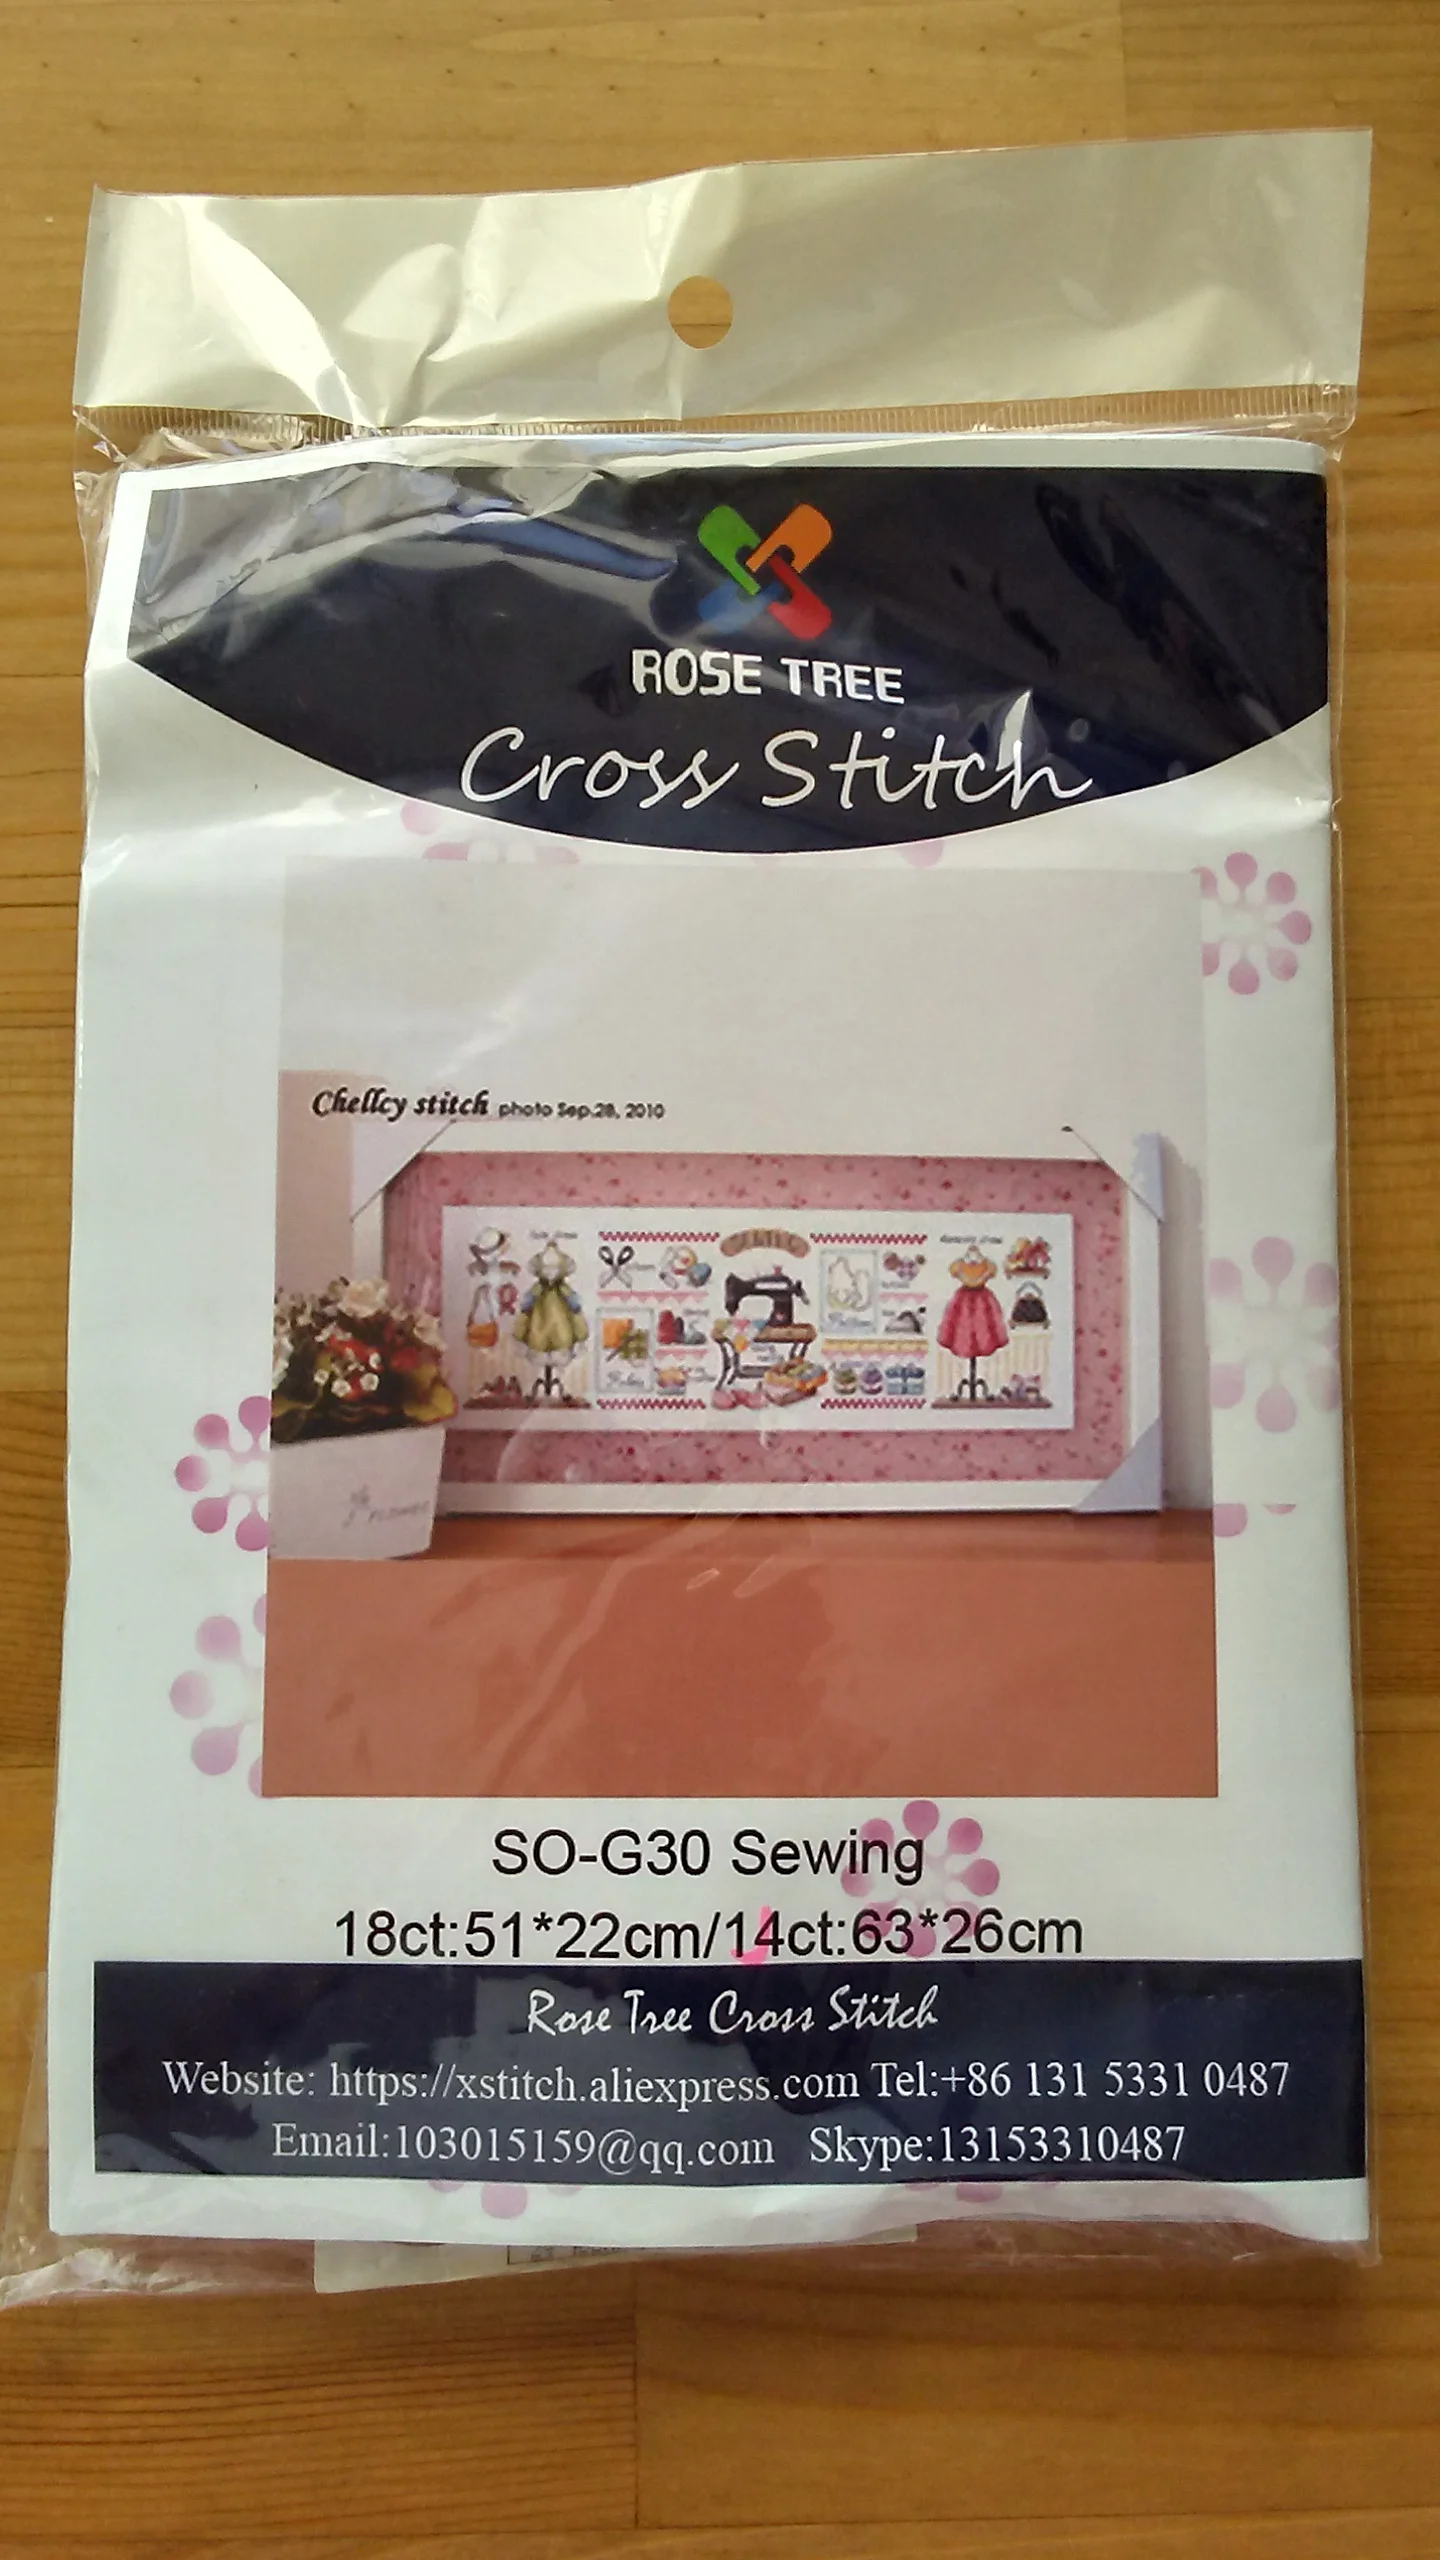 ROSE TREE
Cross Stitch
Chellcy stitch photo Sep.28, 2010
SEWING
SO-G30 Sewing
18ct:51*22cm/14ct:63*26cm
Rose Tree Cross Stitch
Website: https://xstitch.aliexpress.com Tel:+86 131 5331 0487
Email:103015159@qq.com Skype:13153310487